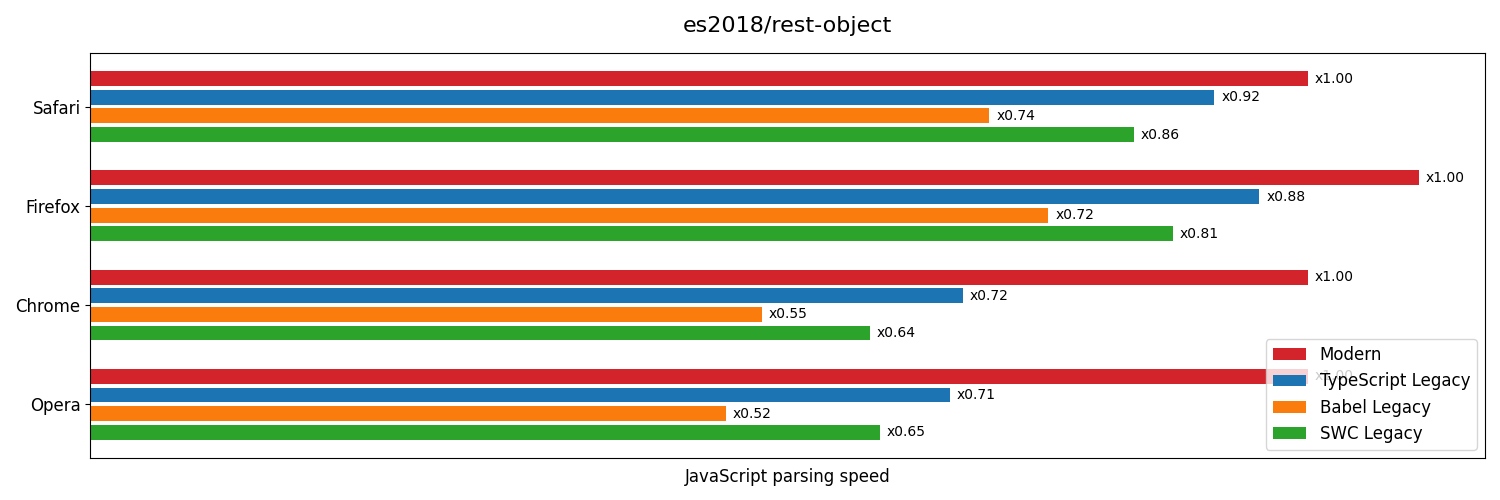 es2018/rest-object
Safari
x1.00
x0.92
x0.74
x0.86
Firefox
x1.00
x0.88
x0.72
x0.81
Chrome
x1.00
x0.72
x0.55
x0.64
Opera
x1.00
x0.71
x0.52
x0.65
Modern
TypeScript Legacy
Babel Legacy
SWC Legacy
JavaScript parsing speed